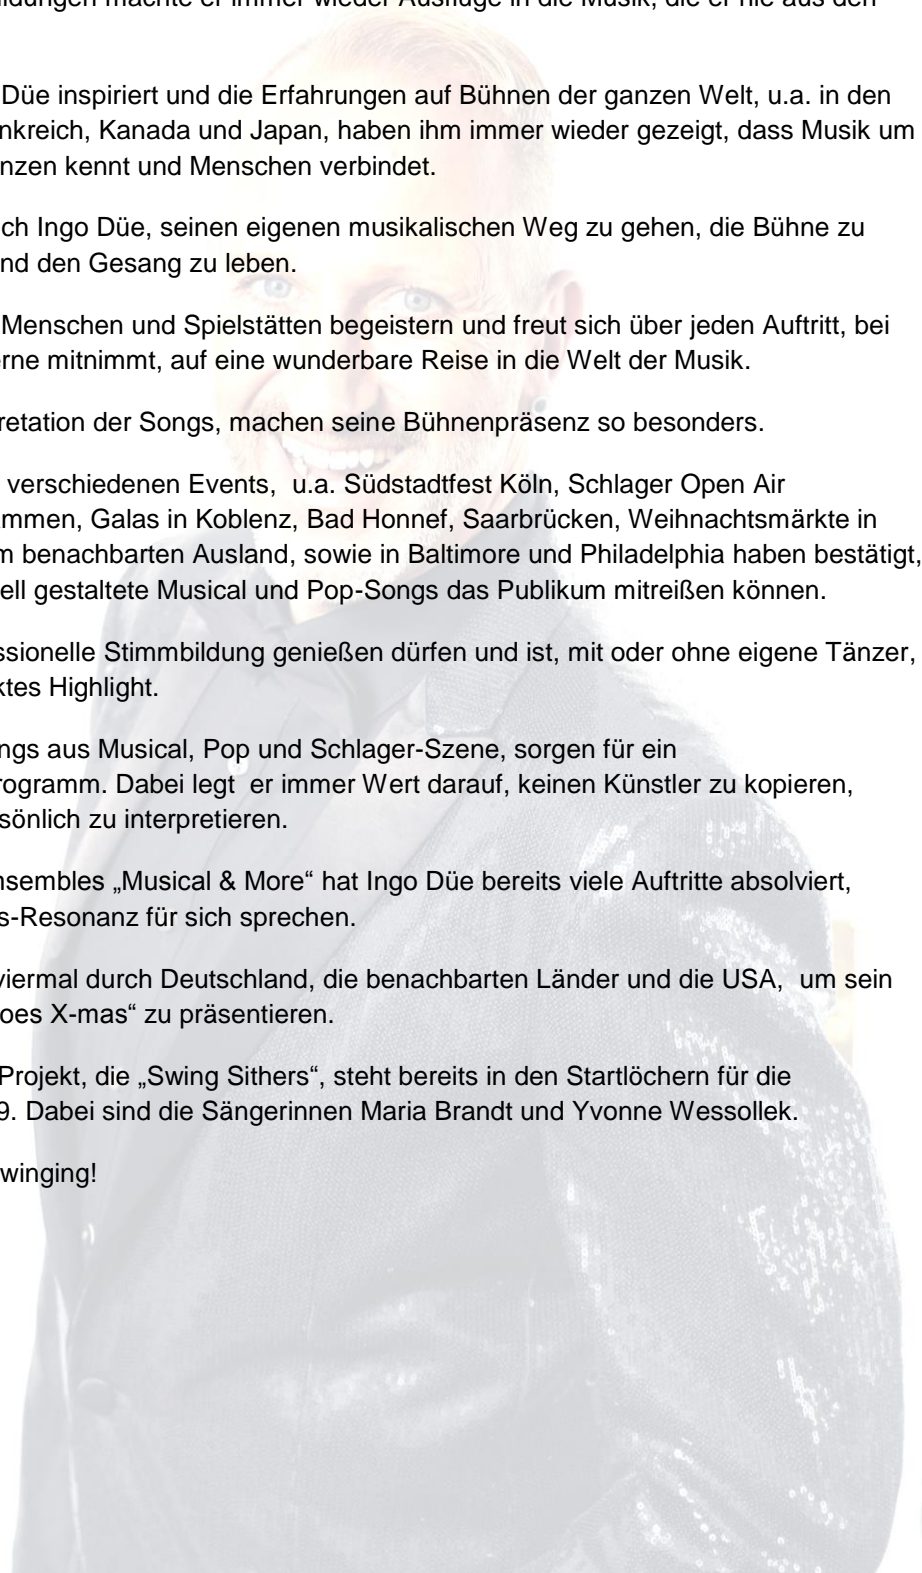 ildungen machte er immer wieder Ausflüge in die Musik, die er nie aus den
Düe inspiriert und die Erfahrungen auf Bühnen der ganzen Welt, u.a. in den
nkreich, Kanada und Japan, haben ihm immer wieder gezeigt, dass Musik um
nzen kennt und Menschen verbindet.
ch Ingo Düe, seinen eigenen musikalischen Weg zu gehen, die Bühne zu
nd den Gesang zu leben.
Menschen und Spielstätten begeistern und freut sich über jeden Auftritt, bei
erne mitnimmt, auf eine wunderbare Reise in die Welt der Musik.
retation der Songs, machen seine Bühnenpräsenz so besonders.
verschiedenen Events, u.a. Südstadtfest Köln, Schlager Open Air
ammen, Galas in Koblenz, Bad Honnef, Saarbrücken, Weihnachtsmärkte in
m benachbarten Ausland, sowie in Baltimore und Philadelphia haben bestätigt,
ell gestaltete Musical und Pop-Songs das Publikum mitreißen können.
ssionelle Stimmbildung genießen dürfen und ist, mit oder ohne eigene Tänzer,
ktes Highlight.
ngs aus Musical, Pop und Schlager-Szene, sorgen für ein
rogramm. Dabei legt er immer Wert darauf, keinen Künstler zu kopieren,
sönlich zu interpretieren.
nsembles „Musical & More“ hat Ingo Düe bereits viele Auftritte absolviert,
s-Resonanz für sich sprechen.
viermal durch Deutschland, die benachbarten Länder und die USA, um sein
oes X-mas“ zu präsentieren.
Projekt, die „Swing Sithers“, steht bereits in den Startlöchern für die
9. Dabei sind die Sängerinnen Maria Brandt und Yvonne Wessollek.
winging!